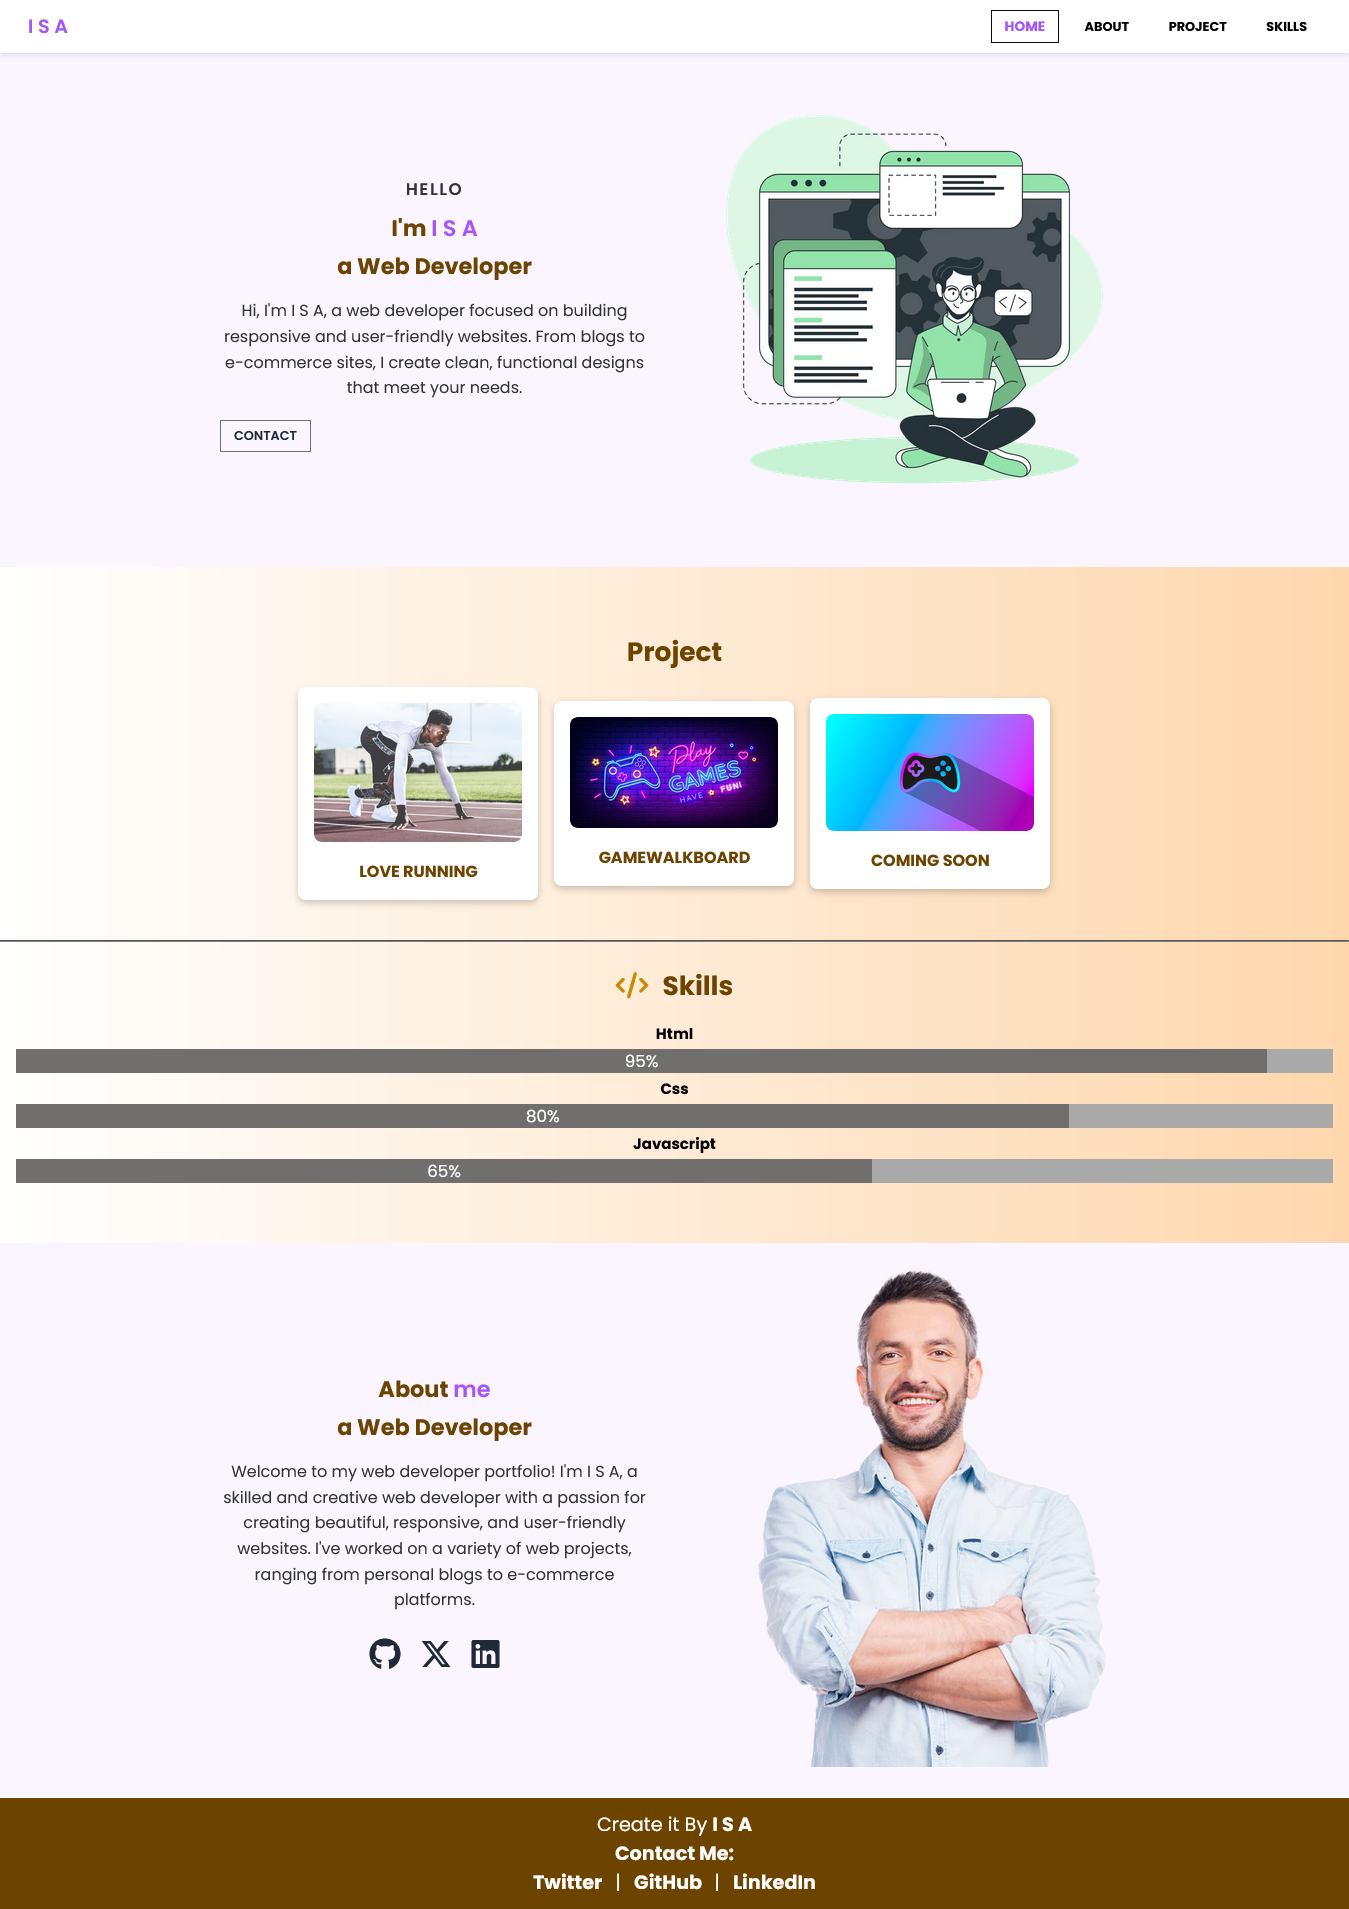 I S A
HOME ABOUT PROJECT SKILLS
HELLO
I'm I S A
a Web Developer
Hi, I'm I S A, a web developer focused on building
responsive and user-friendly websites. From blogs to
e-commerce sites, I create clean, functional designs
that meet your needs.
CONTACT
</>
Project
Play
GAMES
HAVE FUN!
LOVE RUNNING
GAMEWALKBOARD
COMING SOON
</> Skills
Html
95%
Css
80%
Javascript
65%
About me
a Web Developer
Welcome to my web developer portfolio! I'm I S A, a
skilled and creative web developer with a passion for
creating beautiful, responsive, and user-friendly
websites. I've worked on a variety of web projects,
ranging from personal blogs to e-commerce
platforms.
in
Create it By I S A
Contact Me:
Twitter | GitHub | LinkedIn